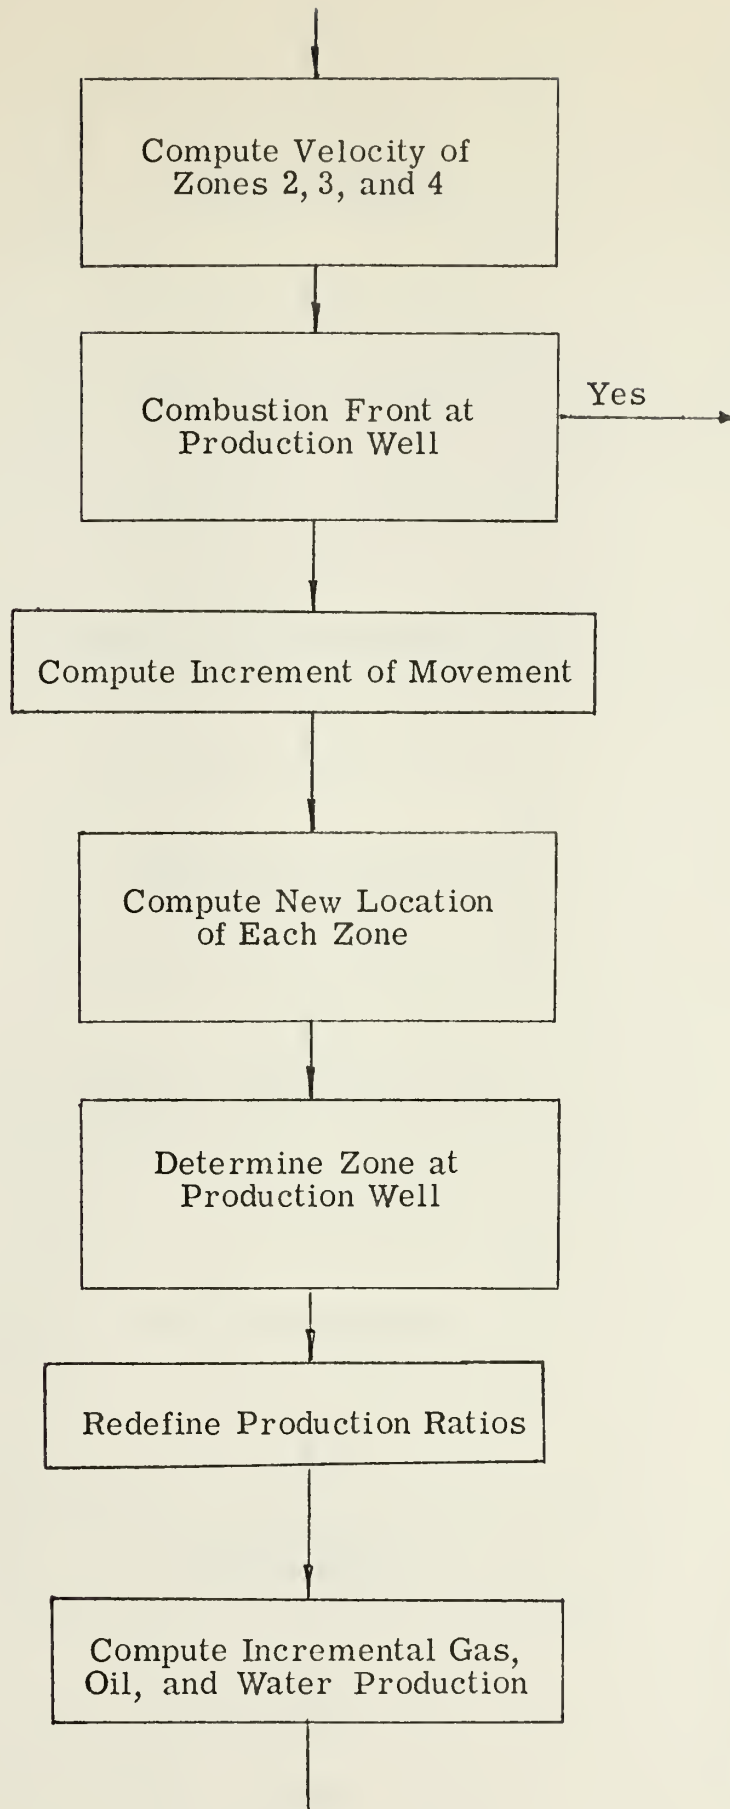 Compute Velocity of
Zones 2, 3, and 4
Combustion Front at
Production Well
Yes
Compute Increment of Movement
Compute New Location
of Each Zone
Determine Zone at
Production Well
Redefine Production Ratios
Compute Incremental Gas,
Oil, and Water Production